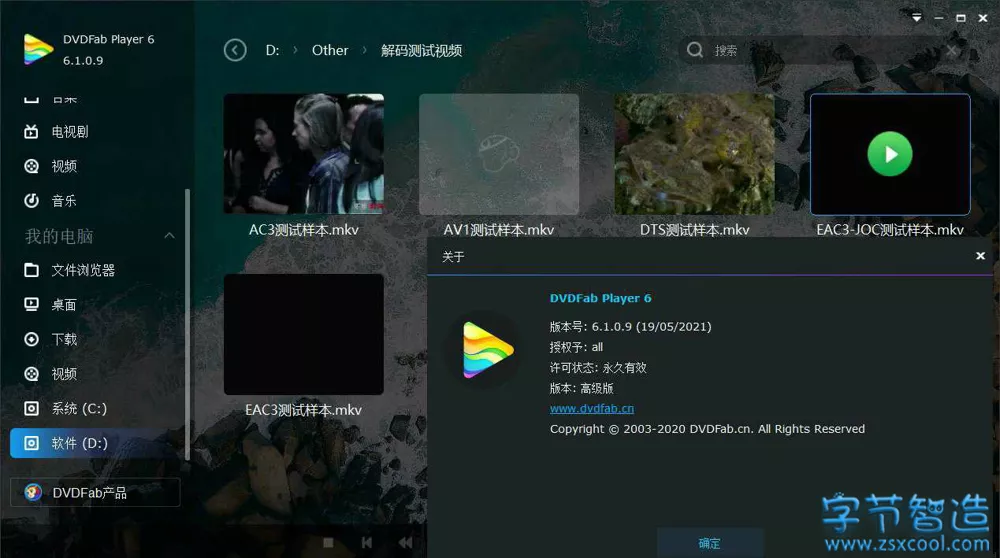 DVDFab Player 6
6.1.0.9
D: › Other › 解码测试视频
搜索
音乐
电视剧
视频
音乐
我的电脑
文件浏览器
桌面
下载
视频
系统 (C:)
软件 (D:)
DVDFab产品
AC3测试样本.mkv
AV1测试样本.mkv
DTS测试样本.mkv
EAC3-JOC测试样本.mkv
EAC3测试样本.mkv
关于
DVDFab Player 6
版本号: 6.1.0.9 (19/05/2021)
授权予: all
许可状态: 永久有效
版本: 高级版
www.dvdfab.cn
Copyright © 2003-2020 DVDFab.cn. All Rights Reserved
确定
字节智造
www.zsxcool.com